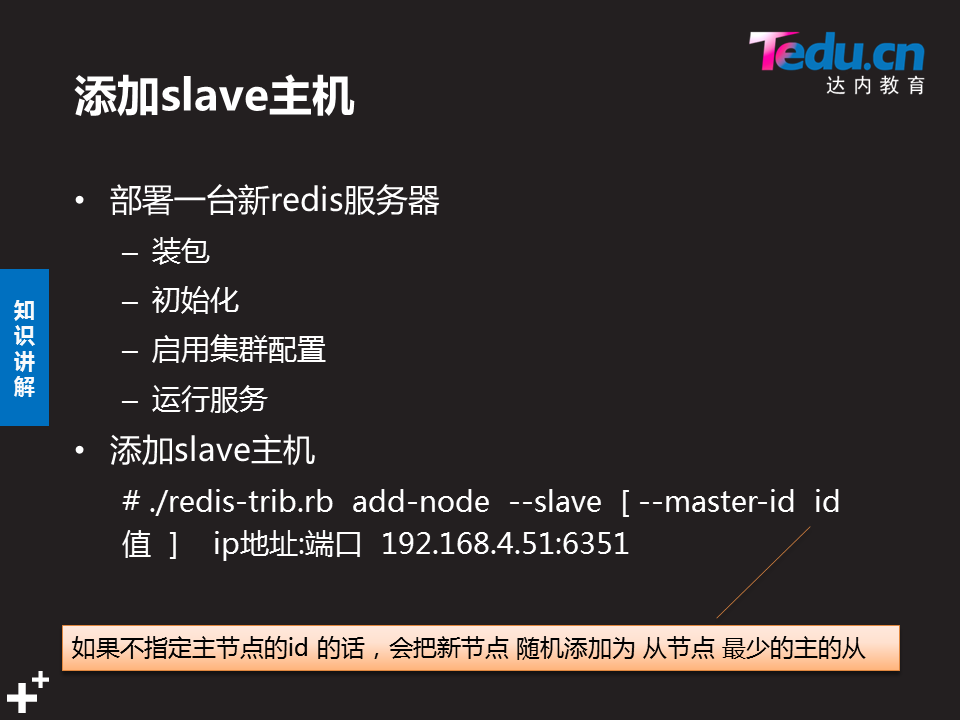 Tedu.cn
达内教育
添加slave主机
• 部署一台新redis服务器
– 装包
– 初始化
– 启用集群配置
– 运行服务
• 添加slave主机
# ./redis-trib.rb add-node --slave [ --master-id id
值 ] ip地址:端口 192.168.4.51:6351
知识讲解
如果不指定主节点的id 的话，会把新节点 随机添加为 从节点 最少的主的从